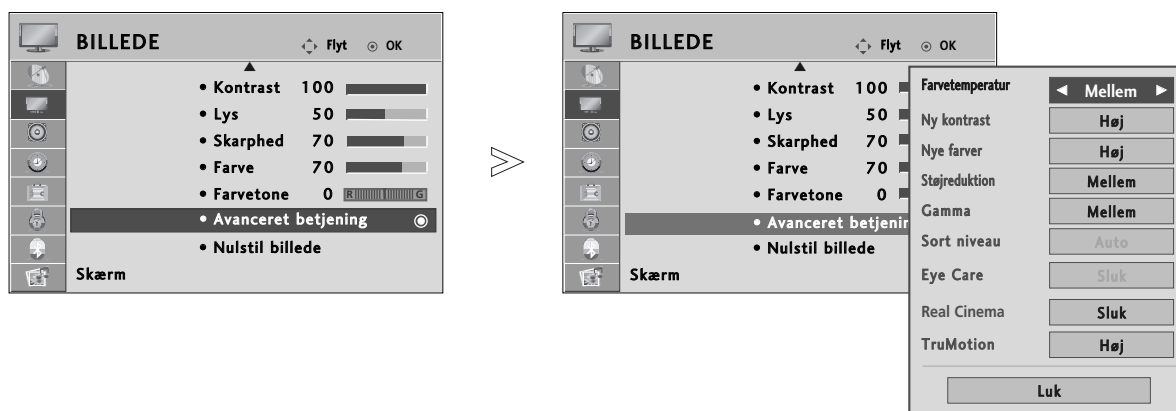 BILLEDE Flyt OK
• Kontrast 100
• Lys 50
• Skarphed 70
• Farve 70
• Farvetone 0 R G
• Avanceret betjening
• Nulstil billede
Skærm
BILLEDE Flyt OK
• Kontrast 100
• Lys 50
• Skarphed 70
• Farve 70
• Farvetone 0
• Avanceret betjenin
• Nulstil billede
Skærm
Farvetemperatur Mellem
Ny kontrast Høj
Nye farver Høj
Støjreduktion Mellem
Gamma Mellem
Sort niveau Auto
Eye Care Sluk
Real Cinema Sluk
TruMotion Høj
Luk